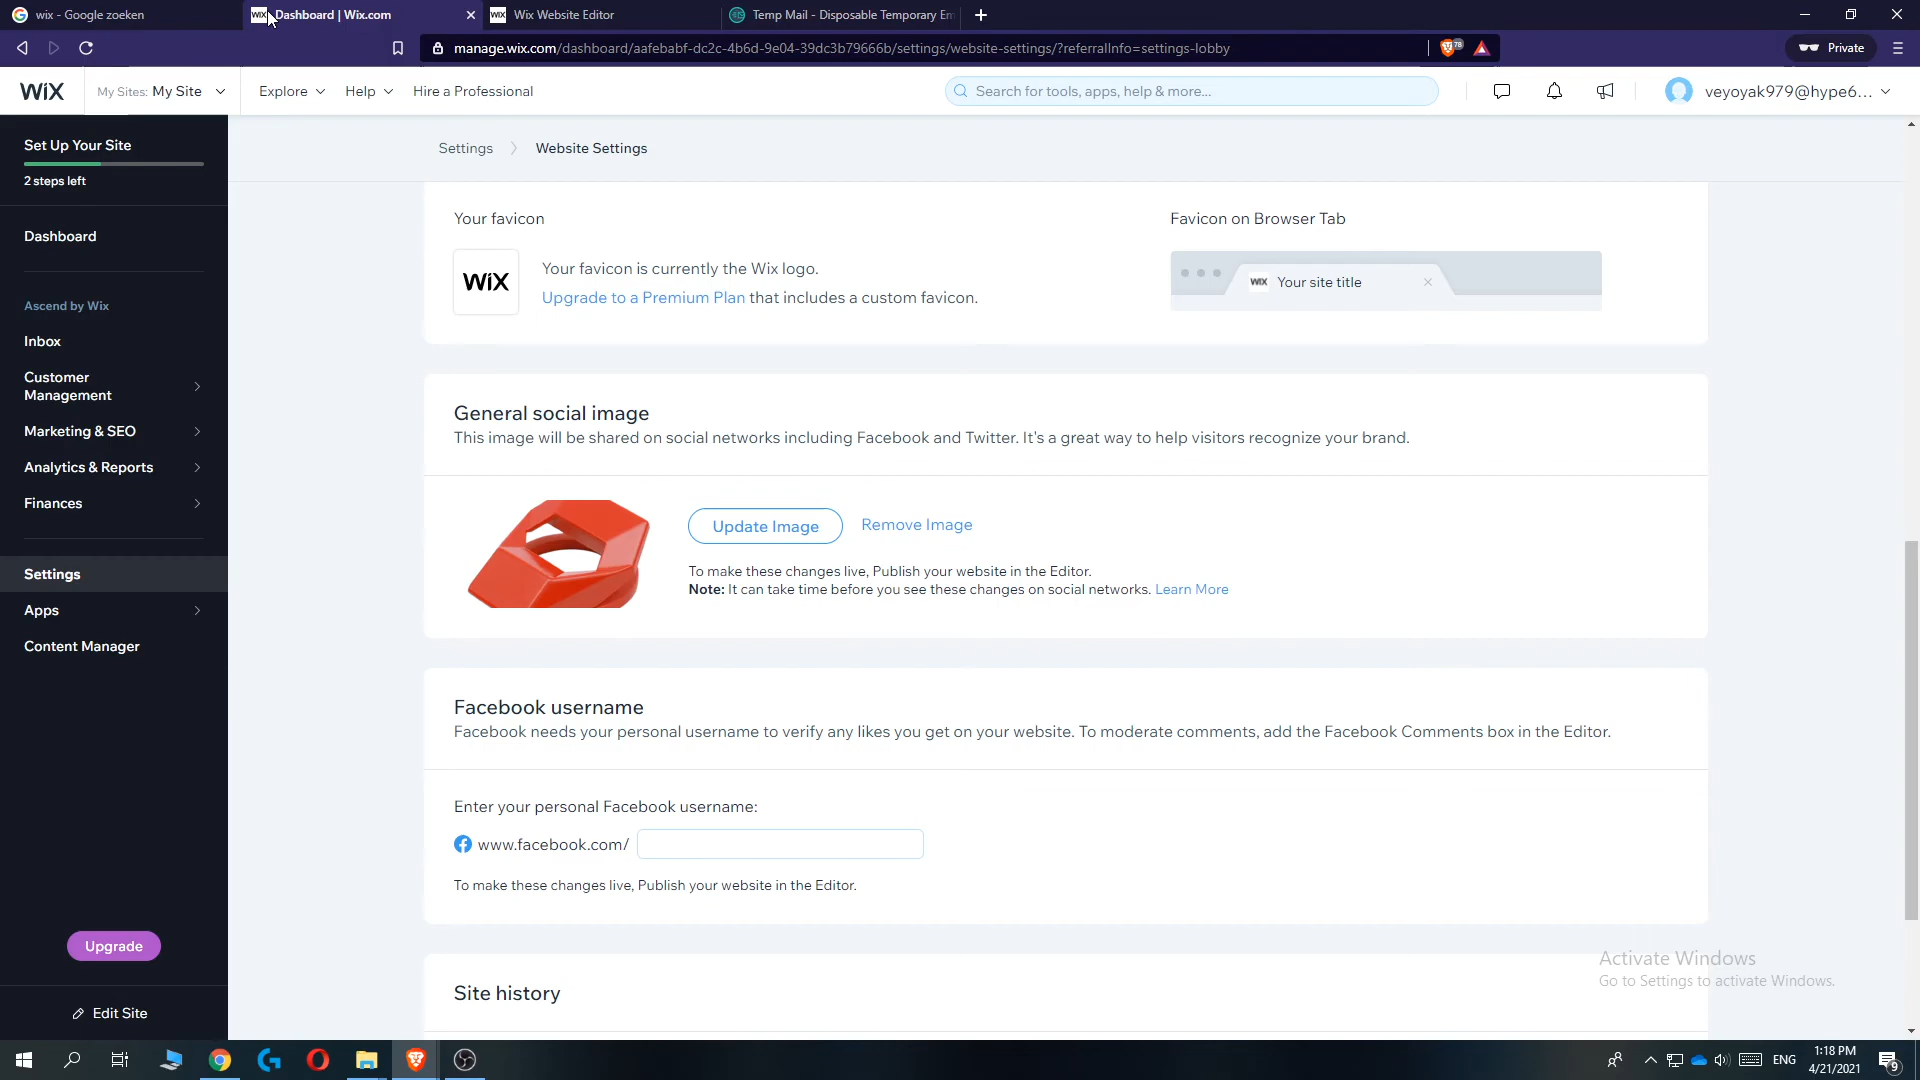 wix - Google zoeken
WiX Dashboard | Wix.com
WiX Wix Website Editor
Temp Mail - Disposable Temporary Em
manage.wix.com/dashboard/aafebabf-dc2c-4b6d-9e04-39dc3b79666b/settings/website-settings/?referralInfo=settings-lobby
78
Private
WiX
My Sites: My Site
Explore
Help
Hire a Professional
Search for tools, apps, help & more...
veyoyak979@hype6...
Set Up Your Site
2 steps left
Dashboard
Ascend by Wix
Inbox
Customer
Management
Marketing & SEO
Analytics & Reports
Finances
Settings
Apps
Content Manager
Upgrade
Edit Site
Settings
Website Settings
Your favicon
WiX
Your favicon is currently the Wix logo.
Upgrade to a Premium Plan that includes a custom favicon.
Favicon on Browser Tab
WiX Your site title
General social image
This image will be shared on social networks including Facebook and Twitter. It's a great way to help visitors recognize your brand.
Update Image
Remove Image
To make these changes live, Publish your website in the Editor.
Note: It can take time before you see these changes on social networks. Learn More
Facebook username
Facebook needs your personal username to verify any likes you get on your website. To moderate comments, add the Facebook Comments box in the Editor.
Enter your personal Facebook username:
www.facebook.com/
To make these changes live, Publish your website in the Editor.
Site history
Activate Windows
Go to Settings to activate Windows.
ENG
1:18 PM
4/21/2021
9